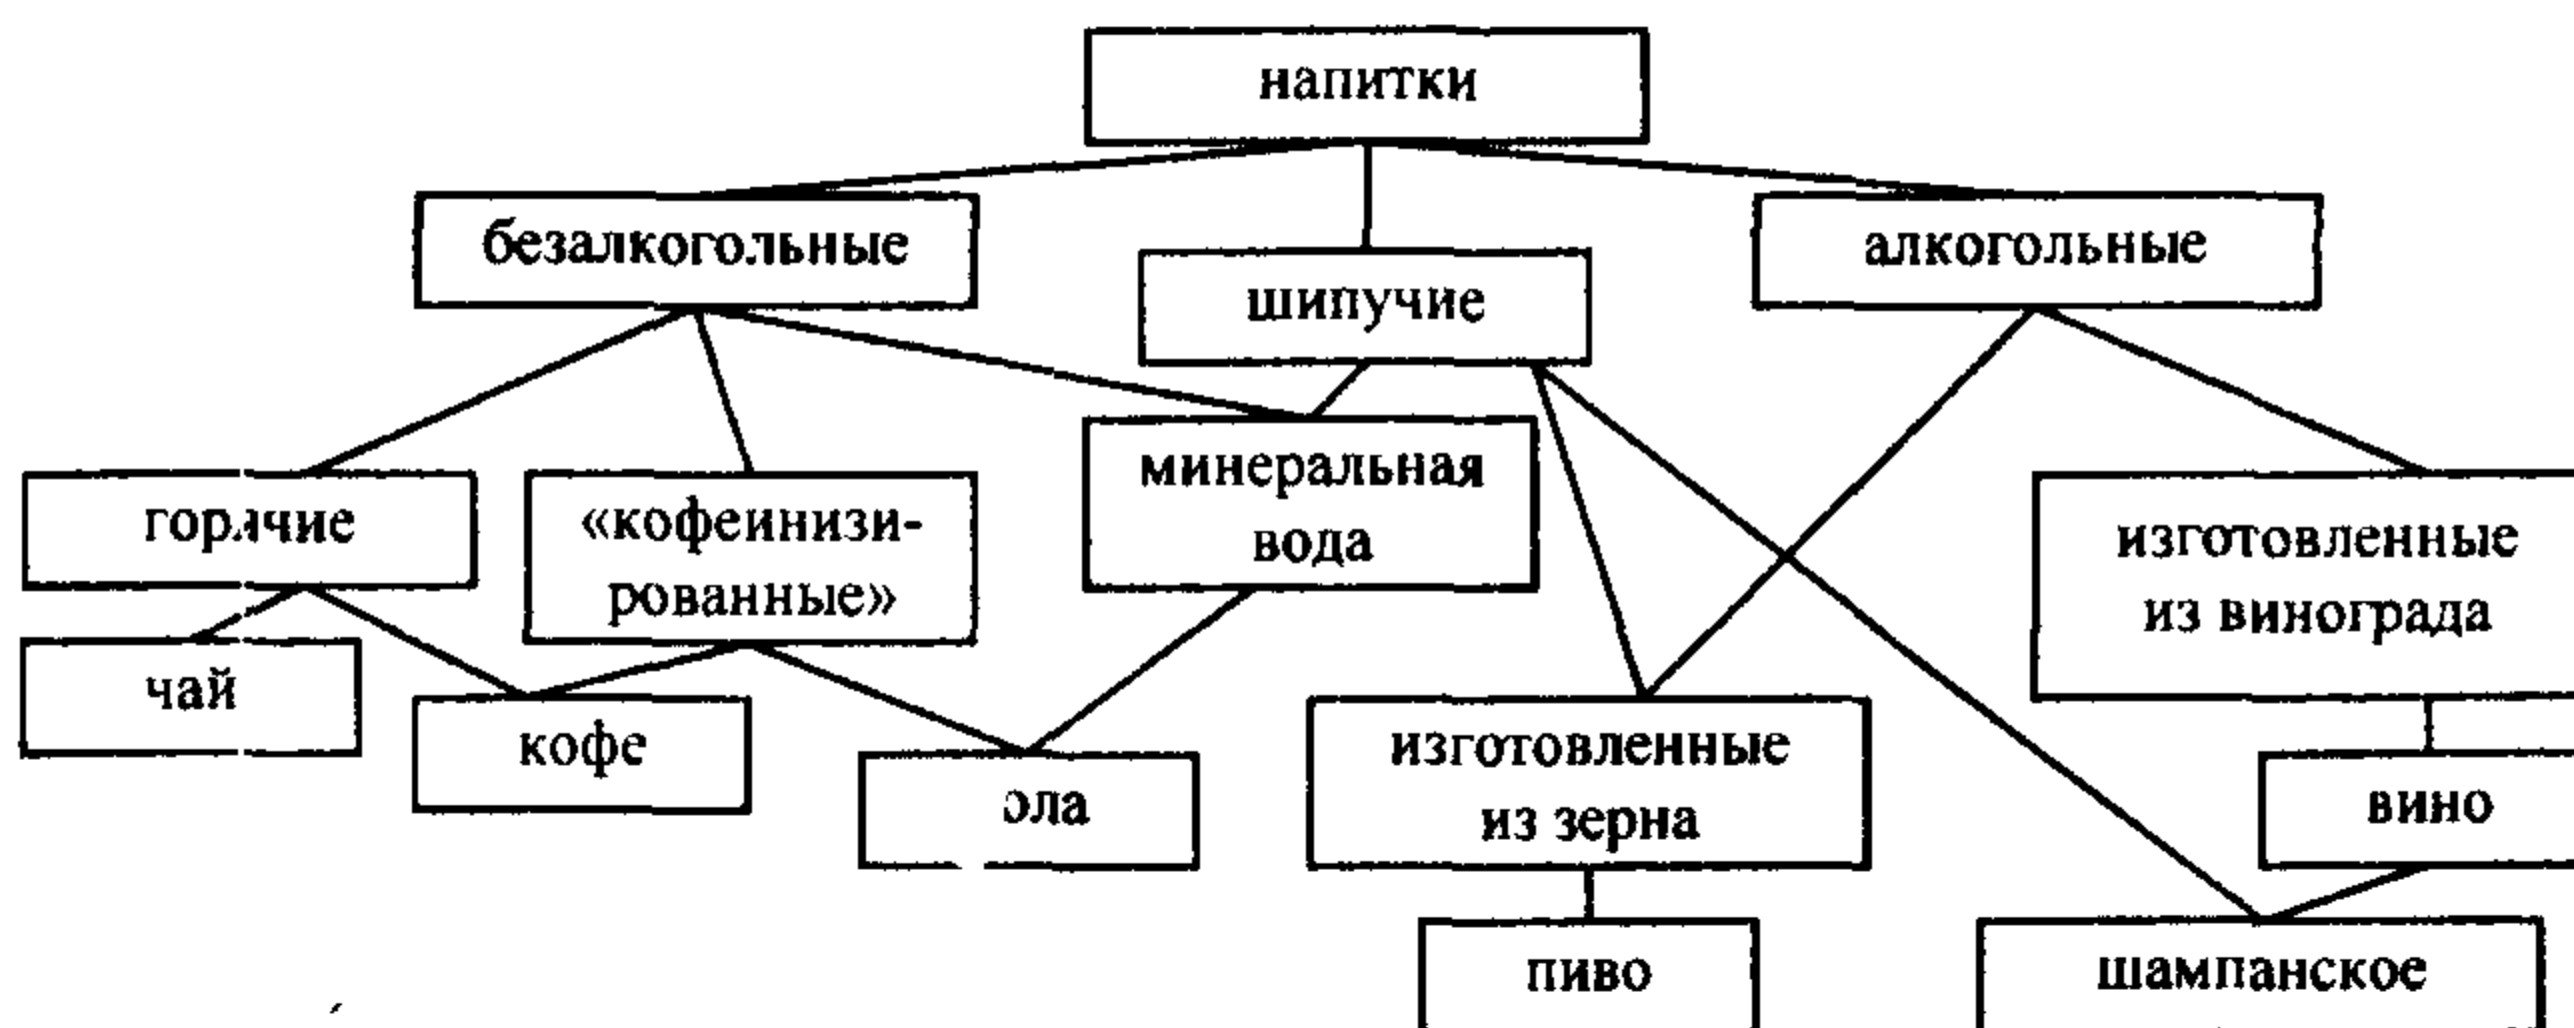 напитки
безалкогольные
шипучие
алкогольные
горячие
«кофеинизи-
рованные»
минеральная
вода
изготовленные
из винограда
чай
кофе
ола
изготовленные
из зерна
вино
пиво
шампанское